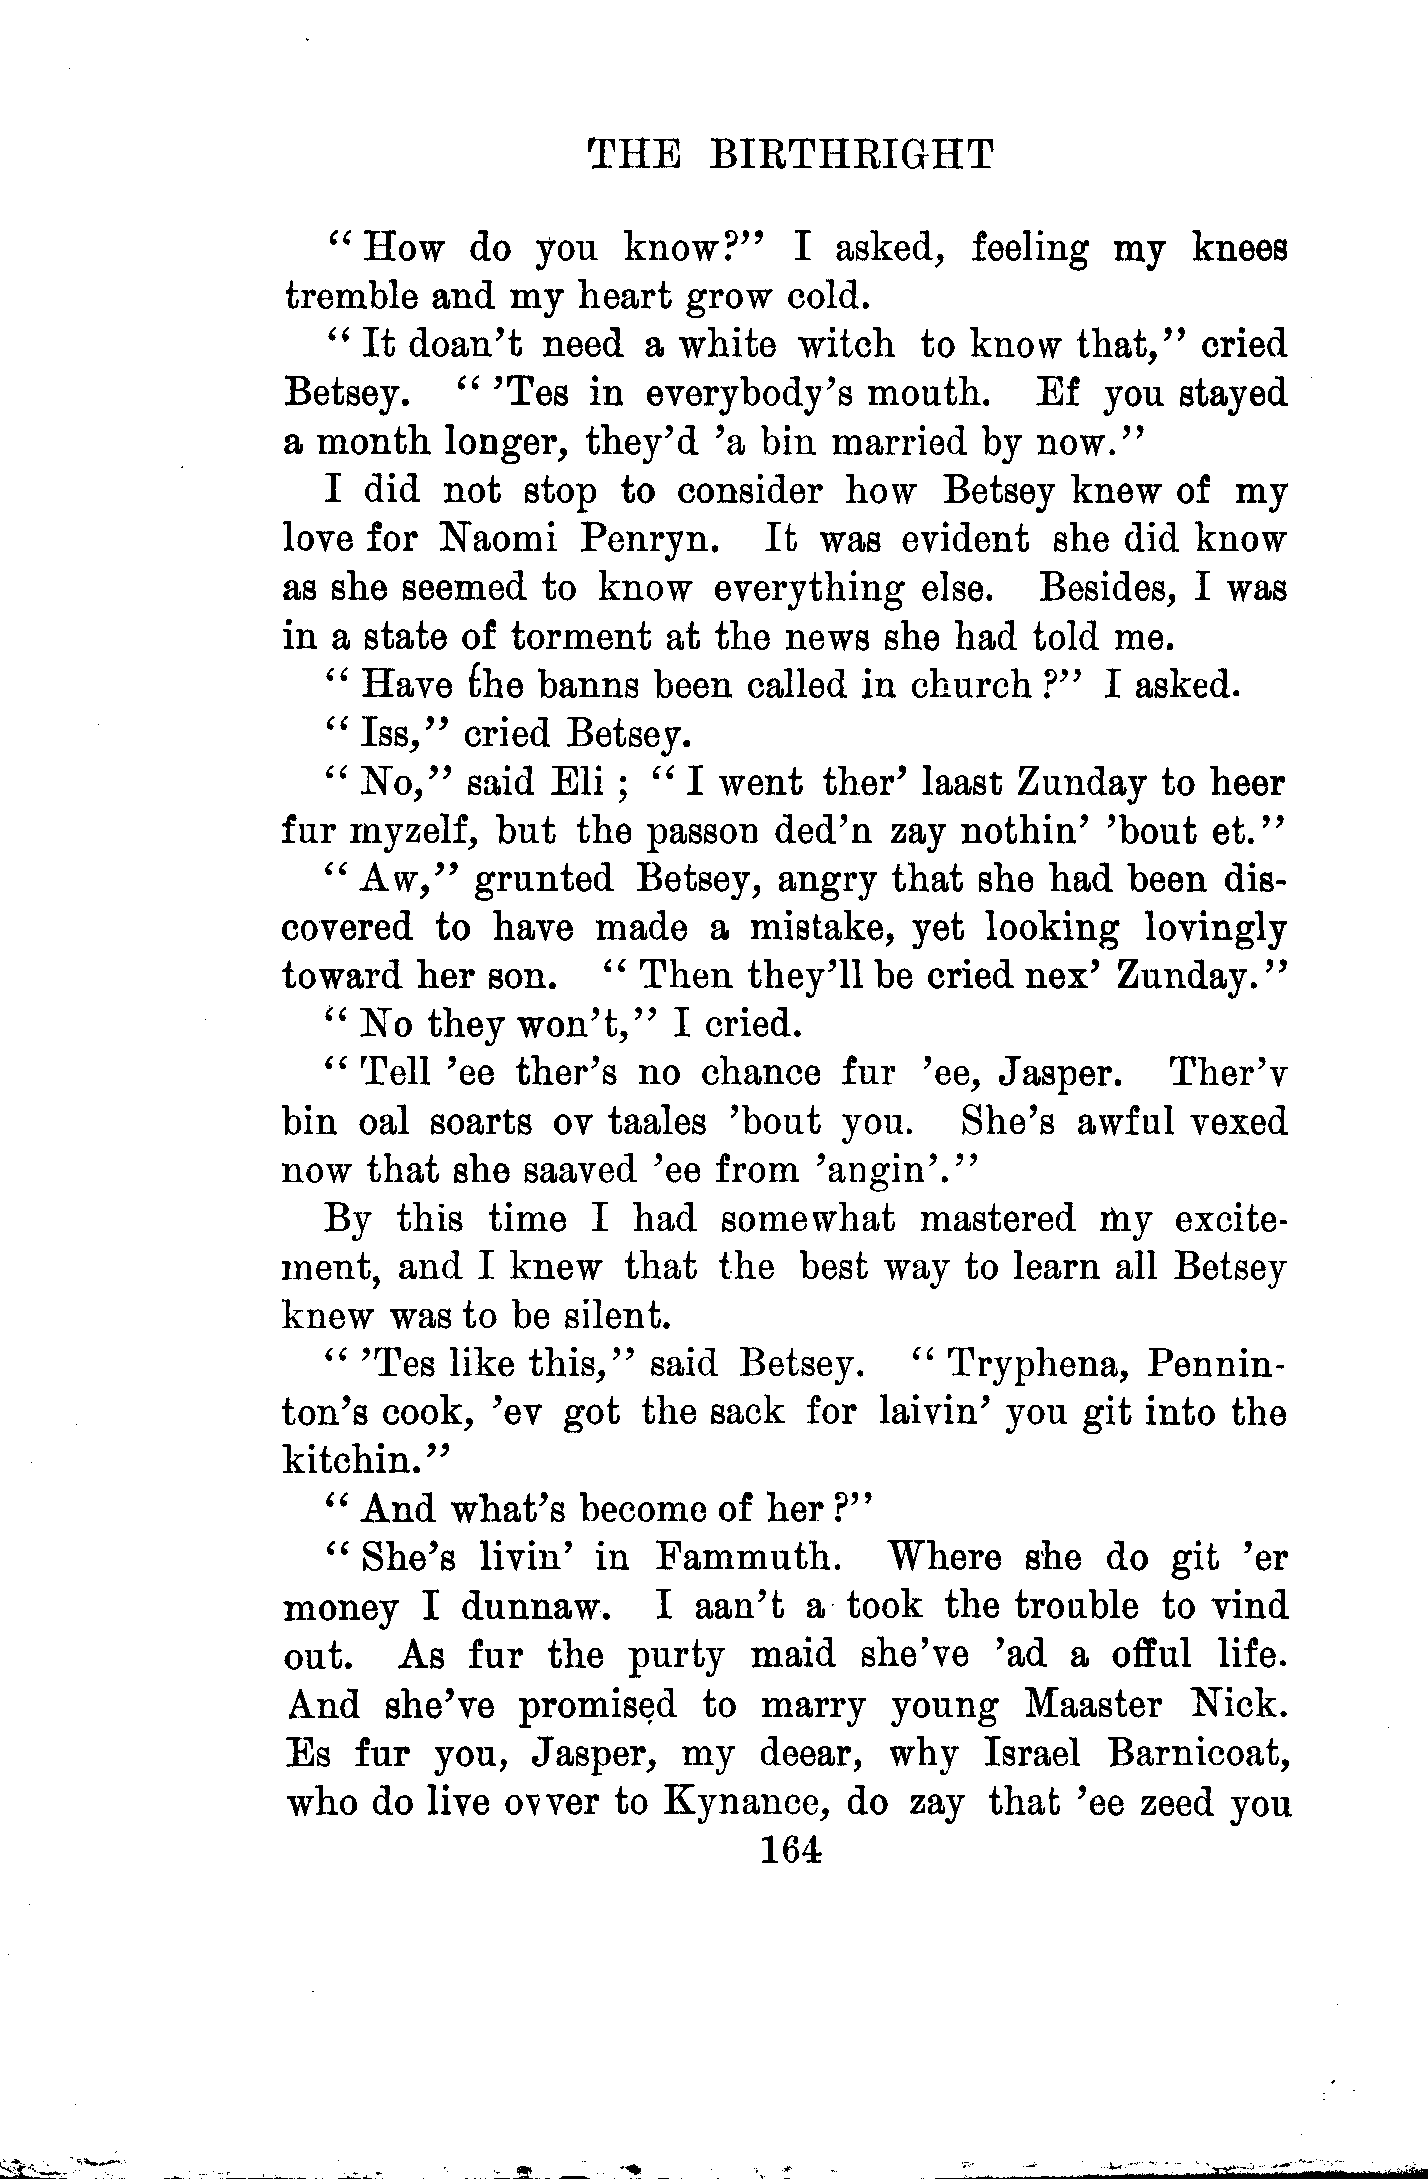 THE BIRTHRIGHT
"How do you know?" I asked, feeling my knees
tremble and my heart grow cold.
"It doan't need a white witch to know that," cried
Betsey. "'Tes in everybody's mouth. Ef you stayed
a month longer, they'd 'a bin married by now."
I did not stop to consider how Betsey knew of my
love for Naomi Penryn. It was evident she did know
as she seemed to know everything else. Besides, I was
in a state of torment at the news she had told me.
"Have the banns been called in church?" I asked.
"Iss," cried Betsey.
"No," said Eli; "I went ther' laast Zunday to heer
fur myzelf, but the passon ded'n zay nothin' 'bout et."
"Aw," grunted Betsey, angry that she had been dis-
covered to have made a mistake, yet looking lovingly
toward her son. "Then they'll be cried nex' Zunday."
"No they won't," I cried.
"Tell 'ee ther's no chance fur 'ee, Jasper. Ther'v
bin oal soarts ov taales 'bout you. She's awful vexed
now that she saaved 'ee from 'angin'."
By this time I had somewhat mastered my excite-
ment, and I knew that the best way to learn all Betsey
knew was to be silent.
"'Tes like this," said Betsey. "Tryphena, Pennin-
ton's cook, 'ev got the sack for laivin' you git into the
kitchin."
"And what's become of her?"
"She's livin' in Fammuth. Where she do git 'er
money I dunnaw. I aan't a took the trouble to vind
out. As fur the purty maid she've 'ad a offul life.
And she've promised to marry young Maaster Nick.
Es fur you, Jasper, my deear, why Israel Barnicoat,
who do live ovver to Kynance, do zay that 'ee zeed you
164